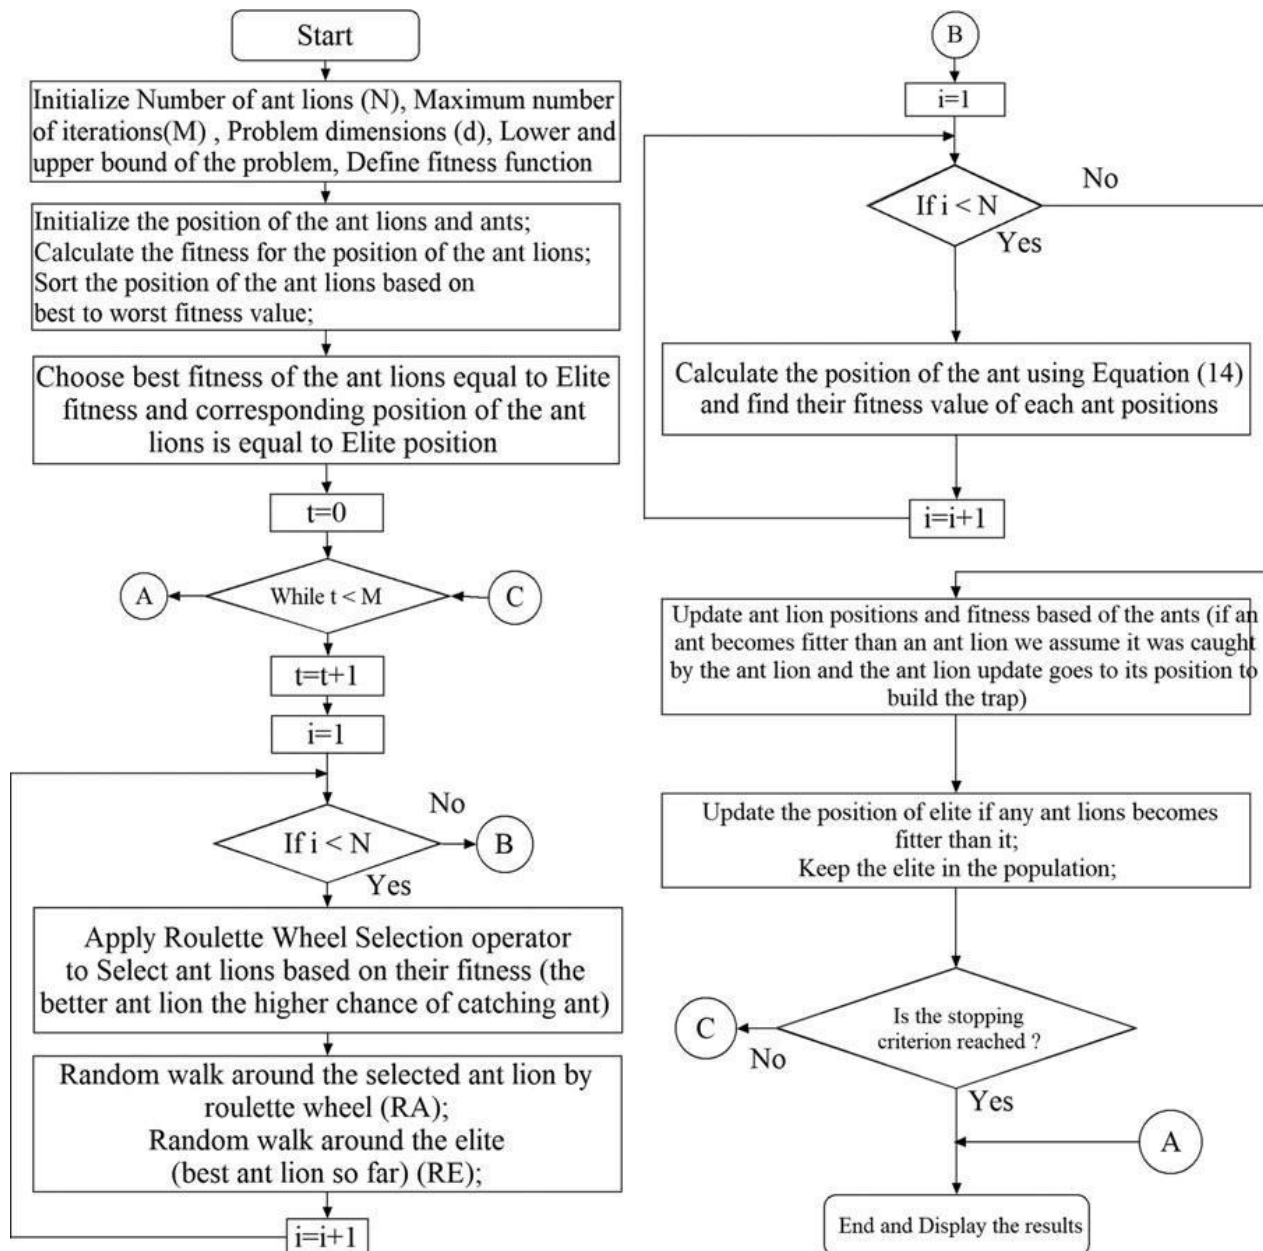 Start
Initialize Number of ant lions (N), Maximum number
of iterations(M) , Problem dimensions (d), Lower and
upper bound of the problem, Define fitness function
Initialize the position of the ant lions and ants;
Calculate the fitness for the position of the ant lions;
Sort the position of the ant lions based on
best to worst fitness value;
Choose best fitness of the ant lions equal to Elite
fitness and corresponding position of the ant
lions is equal to Elite position
t=0
A
While t < M
C
t=t+1
i=1
If i < N
No
B
Yes
Apply Roulette Wheel Selection operator
to Select ant lions based on their fitness (the
better ant lion the higher chance of catching ant)
Random walk around the selected ant lion by
roulette wheel (RA);
Random walk around the elite
(best ant lion so far) (RE);
i=i+1
B
i=1
If i < N
No
Yes
Calculate the position of the ant using Equation (14)
and find their fitness value of each ant positions
i=i+1
Update ant lion positions and fitness based of the ants (if an
ant becomes fitter than an ant lion we assume it was caught
by the ant lion and the ant lion update goes to its position to
build the trap)
Update the position of elite if any ant lions becomes
fitter than it;
Keep the elite in the population;
Is the stopping
criterion reached ?
C
No
Yes
A
End and Display the results